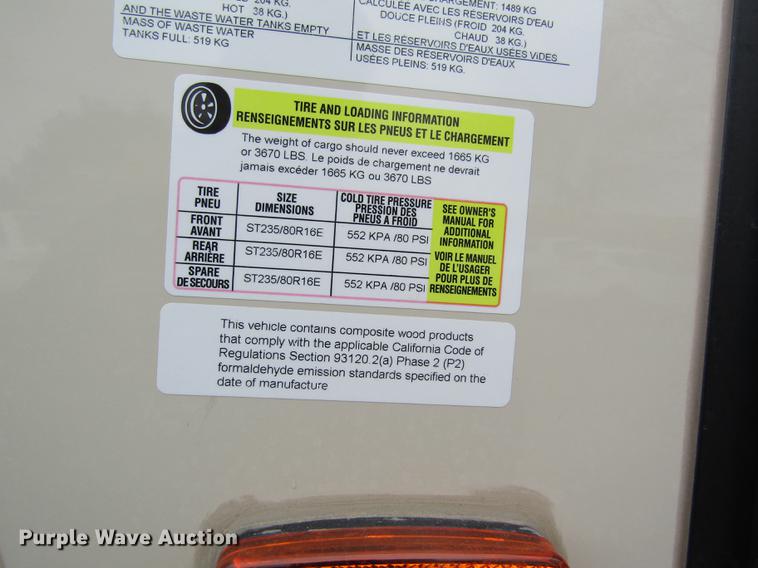 204 KG.
HOT 38 KG.)
AND THE WASTE WATER TANKS EMPTY
MASS OF WASTE WATER
TANKS FULL: 519 KG
CHARGEMENT: 1489 KG
CALCULÉE AVEC LES RÉSERVOIRS D'EAU
DOUCE PLEINS (FROID 204 KG.
CHAUD 38 KG.)
ET LES RÉSERVOIRS D'EAUX USÉES VIDES
MASSE DES RÉSERVOIRS D'EAUX
USÉES PLEINS: 519 KG.
TIRE AND LOADING INFORMATION
RENSEIGNEMENTS SUR LES PNEUS ET LE CHARGEMENT
The weight of cargo should never exceed 1665 KG
or 3670 LBS. Le poids de chargement ne devrait
jamais excéder 1665 KG ou 3670 LBS
TIRE
PNEU
SIZE
DIMENSIONS
COLD TIRE PRESSURE
PRESSION DES
PNEUS A FROID
SEE OWNER'S
MANUAL FOR
ADDITIONAL
INFORMATION
VOIR LE MANUEL
DE L'USAGER
POUR PLUS DE
RENSEIGNEMENTS
FRONT
AVANT
ST235/80R16E
552 KPA /80 PSI
REAR
ARRIÈRE
ST235/80R16E
552 KPA /80 PSI
SPARE
DE SECOURS
ST235/80R16E
552 KPA /80 PSI
This vehicle contains composite wood products
that comply with the applicable California Code of
Regulations Section 93120.2(a) Phase 2 (P2)
formaldehyde emission standards specified on the
date of manufacture
Purple Wave Auction